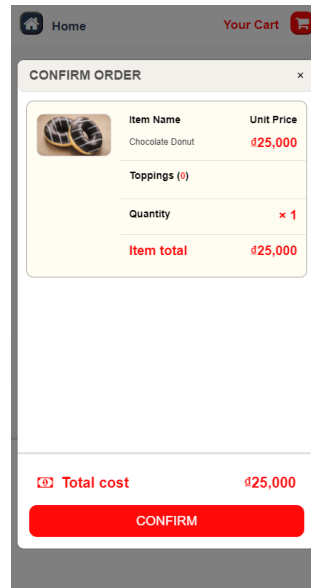 Home Your Cart
CONFIRM ORDER ×
Item Name Unit Price
Chocolate Donut ₫25,000
Toppings (0)
Quantity × 1
Item total ₫25,000
Total cost ₫25,000
CONFIRM